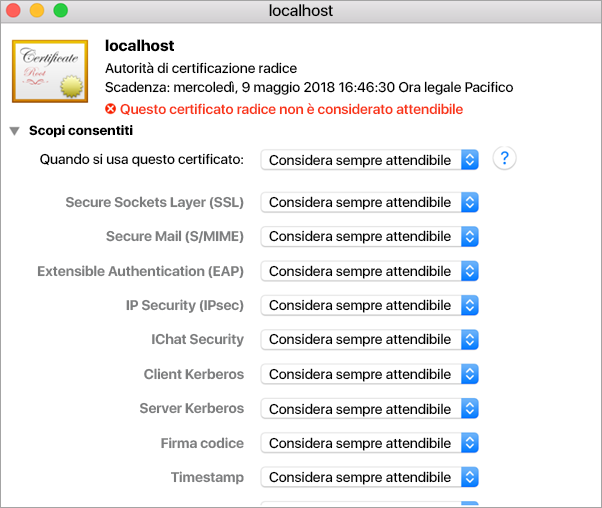 localhost
Certificate
Root
localhost
Autorità di certificazione radice
Scadenza: mercoledì, 9 maggio 2018 16:46:30 Ora legale Pacifico
Questo certificato radice non è considerato attendibile
Scopi consentiti
Quando si usa questo certificato: Considera sempre attendibile ?
Secure Sockets Layer (SSL) Considera sempre attendibile
Secure Mail (S/MIME) Considera sempre attendibile
Extensible Authentication (EAP) Considera sempre attendibile
IP Security (IPsec) Considera sempre attendibile
IChat Security Considera sempre attendibile
Client Kerberos Considera sempre attendibile
Server Kerberos Considera sempre attendibile
Firma codice Considera sempre attendibile
Timestamp Considera sempre attendibile